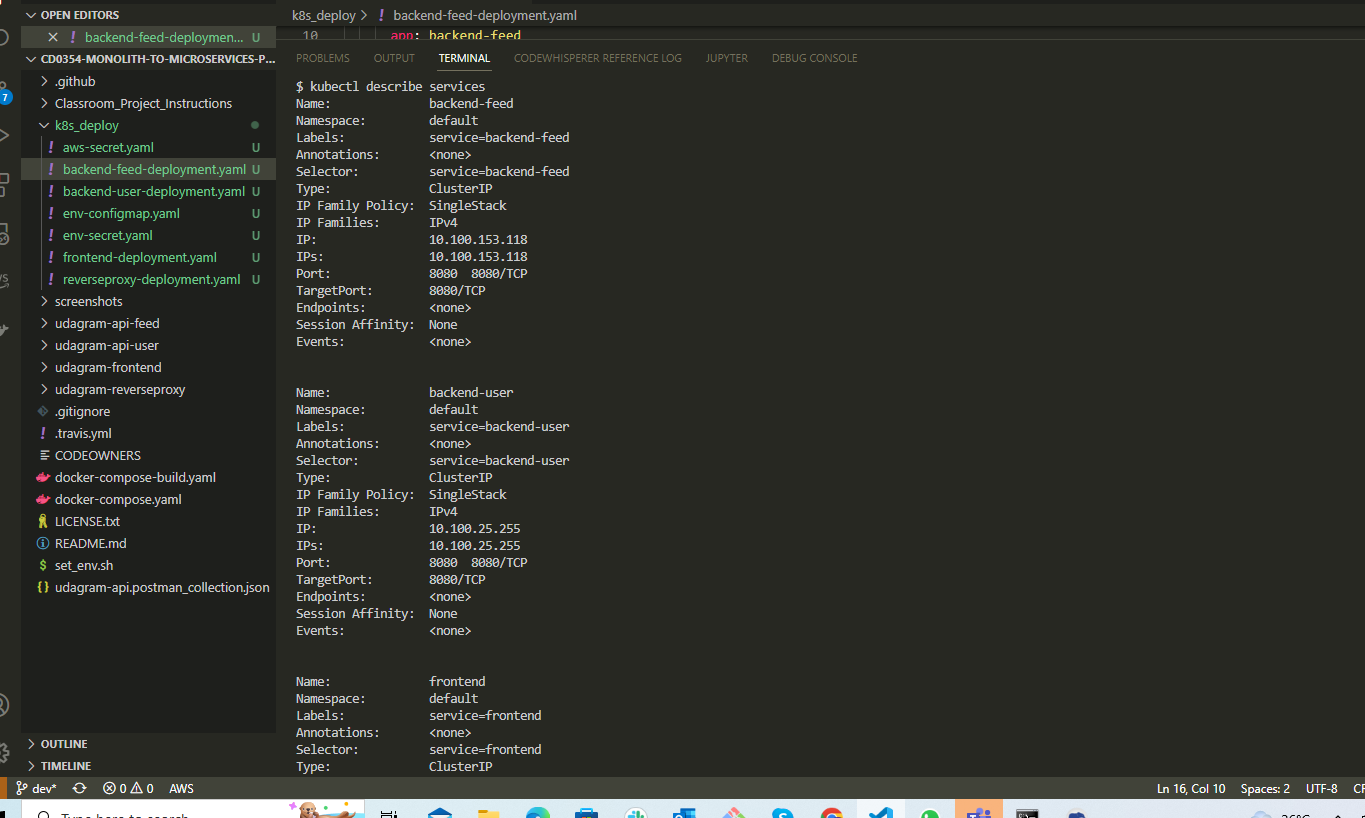 OPEN EDITORS
backend-feed-deploymen... U
CD0354-MONOLITH-TO-MICROSERVICES-P...
.github
Classroom_Project_Instructions
k8s_deploy
aws-secret.yaml U
backend-feed-deployment.yaml U
backend-user-deployment.yaml U
env-configmap.yaml U
env-secret.yaml U
frontend-deployment.yaml U
reverseproxy-deployment.yaml U
screenshots
udagram-api-feed
udagram-api-user
udagram-frontend
udagram-reverseproxy
.gitignore
.travis.yml
CODEOWNERS
docker-compose-build.yaml
docker-compose.yaml
LICENSE.txt
README.md
set_env.sh
udagram-api.postman_collection.json
OUTLINE
TIMELINE
7
k8s_deploy > ! backend-feed-deployment.yaml
10 app: backend-feed
PROBLEMS OUTPUT TERMINAL CODEWHISPERER REFERENCE LOG JUPYTER DEBUG CONSOLE
$ kubectl describe services
Name: backend-feed
Namespace: default
Labels: service=backend-feed
Annotations: <none>
Selector: service=backend-feed
Type: ClusterIP
IP Family Policy: SingleStack
IP Families: IPv4
IP: 10.100.153.118
IPs: 10.100.153.118
Port: 8080 8080/TCP
TargetPort: 8080/TCP
Endpoints: <none>
Session Affinity: None
Events: <none>
Name: backend-user
Namespace: default
Labels: service=backend-user
Annotations: <none>
Selector: service=backend-user
Type: ClusterIP
IP Family Policy: SingleStack
IP Families: IPv4
IP: 10.100.25.255
IPs: 10.100.25.255
Port: 8080 8080/TCP
TargetPort: 8080/TCP
Endpoints: <none>
Session Affinity: None
Events: <none>
Name: frontend
Namespace: default
Labels: service=frontend
Annotations: <none>
Selector: service=frontend
Type: ClusterIP
dev* 0 0 AWS Ln 16, Col 10 Spaces: 2 UTF-8
Type here to search